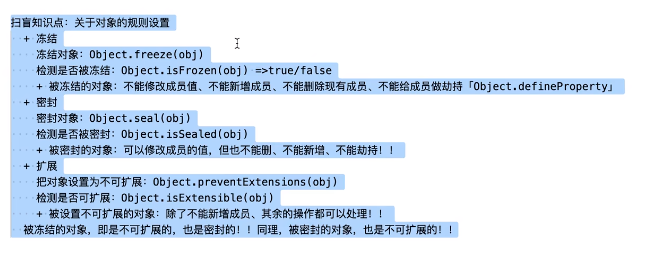 扫盲知识点：关于对象的规则设置
+ 冻结
冻结对象：Object.freeze(obj)
检测是否被冻结：Object.isFrozen(obj) =>true/false
+ 被冻结的对象：不能修改成员值、不能新增成员、不能删除现有成员、不能给成员做劫持「Object.defineProperty」
+ 密封
密封对象：Object.seal(obj)
检测是否被密封：Object.isSealed(obj)
+ 被密封的对象：可以修改成员的值，但也不能删、不能新增、不能劫持！！
+ 扩展
把对象设置为不可扩展：Object.preventExtensions(obj)
检测是否可扩展：Object.isExtensible(obj)
+ 被设置不可扩展的对象：除了不能新增成员、其余的操作都可以处理！！
被冻结的对象，即是不可扩展的，也是密封的！！同理，被密封的对象，也是不可扩展的！！